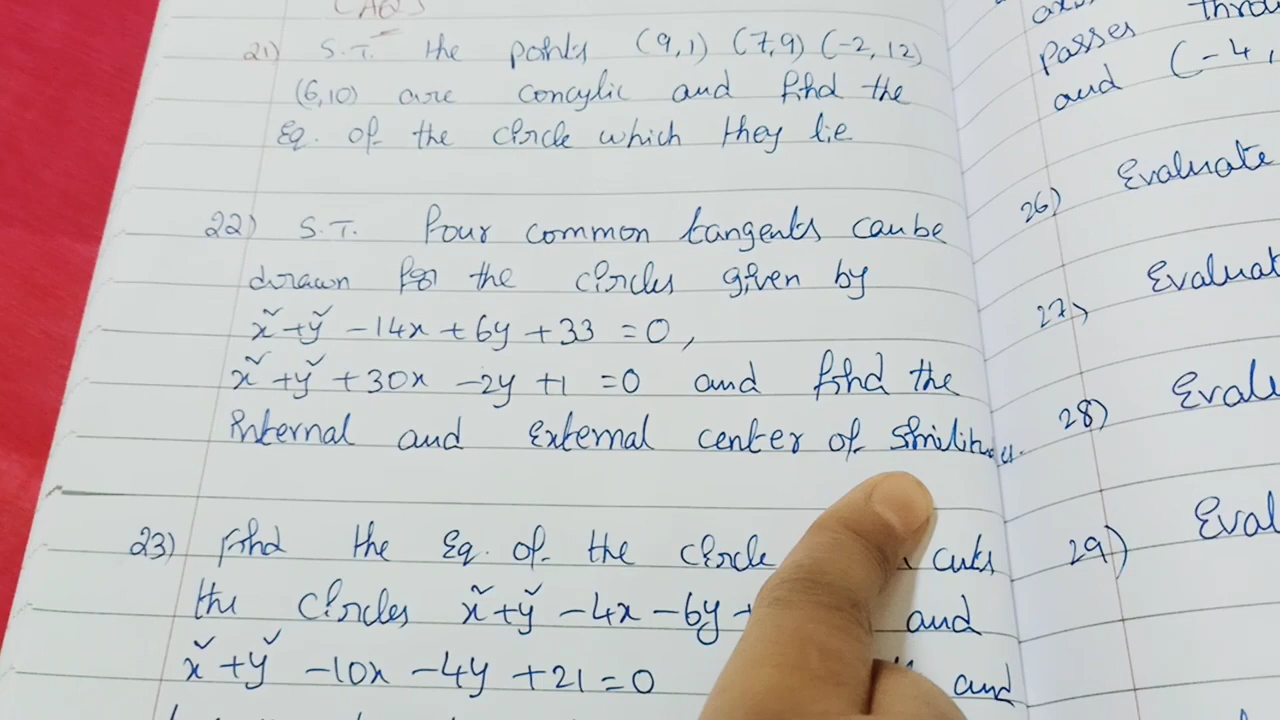 21) S.T. the points (9,1) (7,9) (-2,12)
(6,10) are concylic and find the
Eq. of the circle which they lie
22) S.T. four common tangents can be
drawn for the circles given by
x²+y² -14x + 6y + 33 = 0,
x²+y² +30x -2y +1 = 0 and find the
internal and external center of
23) Find the Eq. of the circle cuts
the circles x²+y² -4x -6y + and
x²+y² -10x -4y +21 = 0 and
passes
and (-4,
26) Evaluate
27) Evaluat
28) Evalu
29) Eval